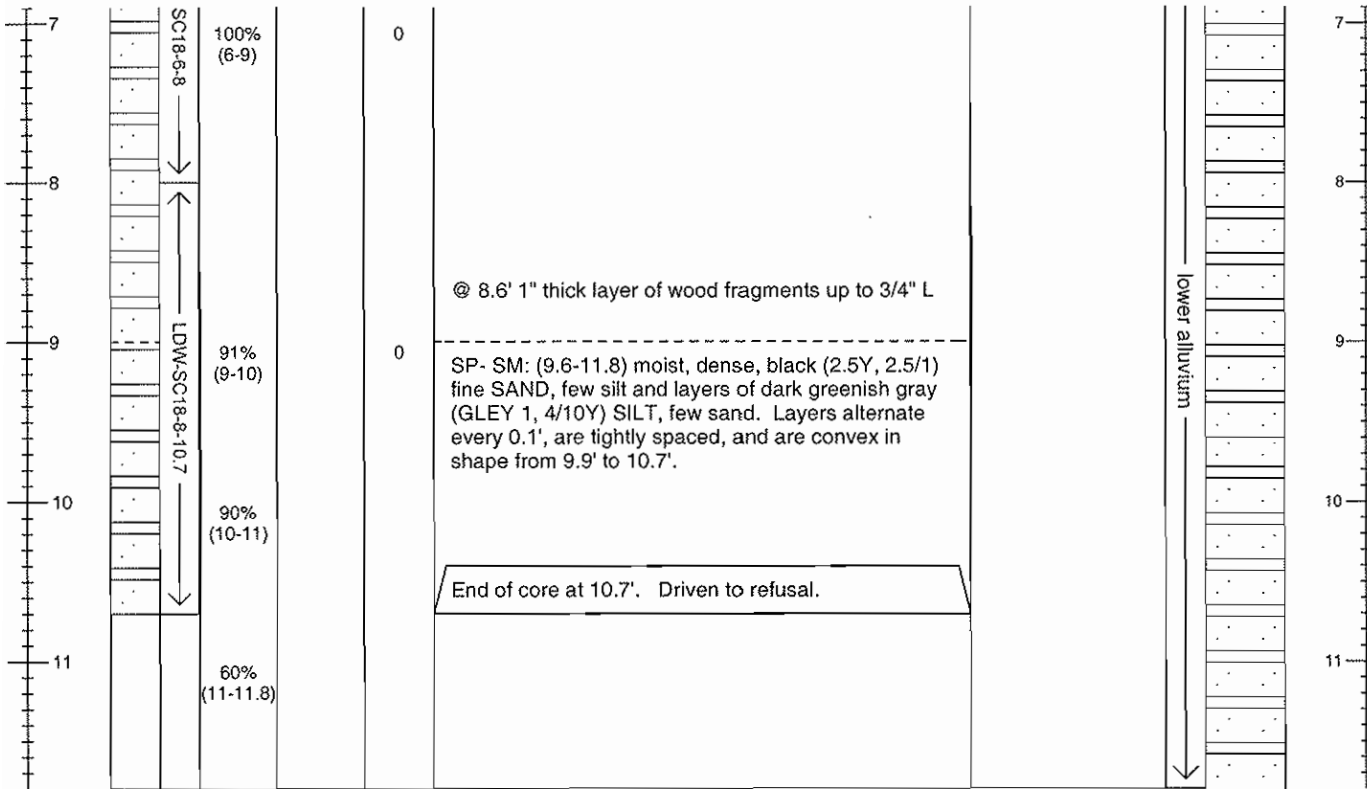 7
SC18-6-8
100%
(6-9)
0
7
8
8
@ 8.6' 1" thick layer of wood fragments up to 3/4" L
lower alluvium
9
LDW-SC18-8-10.7
91%
(9-10)
0
9
SP- SM: (9.6-11.8) moist, dense, black (2.5Y, 2.5/1)
fine SAND, few silt and layers of dark greenish gray
(GLEY 1, 4/10Y) SILT, few sand. Layers alternate
every 0.1', are tightly spaced, and are convex in
shape from 9.9' to 10.7'.
10
90%
(10-11)
10
End of core at 10.7'. Driven to refusal.
11
60%
(11-11.8)
11